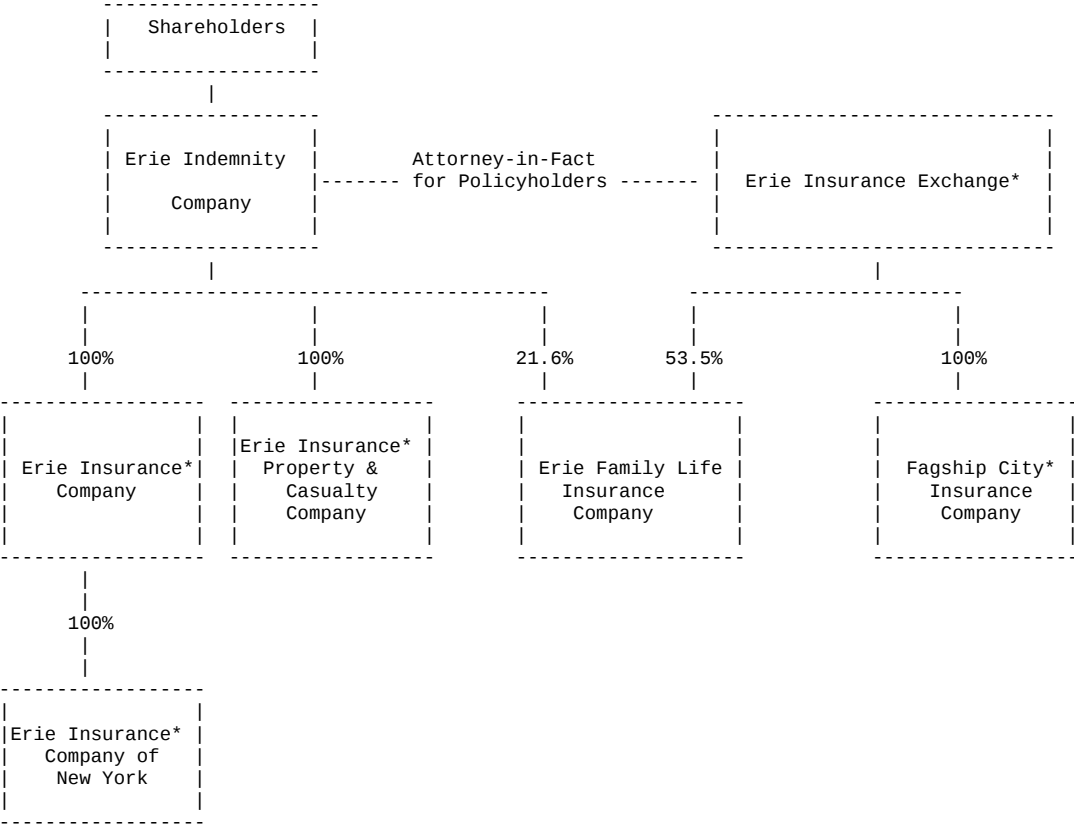 Shareholders
Erie Indemnity
Company
Attorney-in-Fact
for Policyholders
Erie Insurance Exchange*
100%
100%
21.6%
53.5%
100%
Erie Insurance*
Company
Erie Insurance*
Property &
Casualty
Company
Erie Family Life
Insurance
Company
Fagship City*
Insurance
Company
100%
Erie Insurance*
Company of
New York